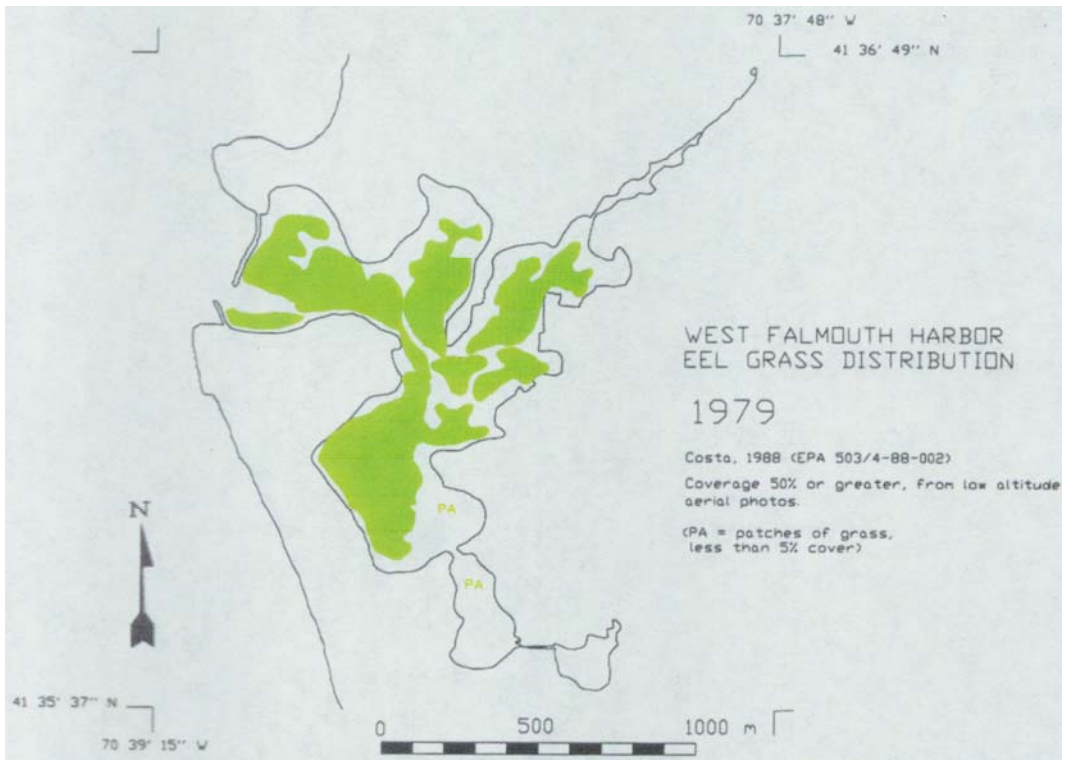 70 37' 48" W
41 36' 49" N
WEST FALMOUTH HARBOR
EEL GRASS DISTRIBUTION
1979
Costa, 1988 (EPA 503/4-88-002)
Coverage 50% or greater, from low altitude
aerial photos.
(PA = patches of grass,
less than 5% cover)
PA
PA
N
41 35' 37" N
70 39' 15" W
0 500 1000 m